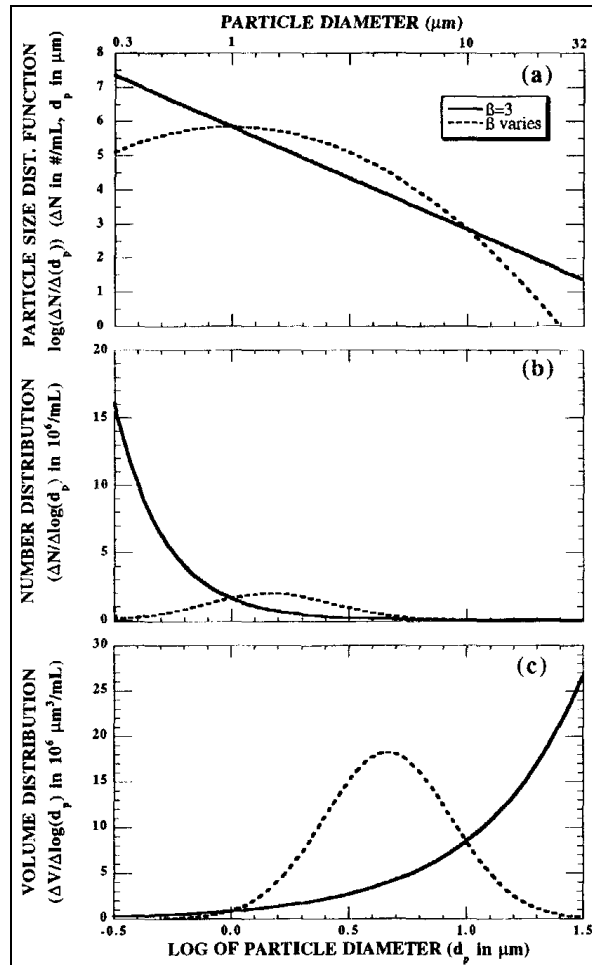 PARTICLE DIAMETER (μm)
0.3 1 10 32
PARTICLE SIZE DIST. FUNCTION
log(ΔN/Δ(dp)) (ΔN in #/mL, dp in μm)
8
7
6
5
4
3
2
1
0
(a)
ß=3
ß varies
NUMBER DISTRIBUTION
(ΔN/Δlog(dp) in 10⁶/mL)
20
15
10
5
0
(b)
VOLUME DISTRIBUTION
(ΔV/Δlog(dp) in 10⁶ μm³/mL)
30
25
20
15
10
5
0
(c)
-0.5 0.0 0.5 1.0 1.5
LOG OF PARTICLE DIAMETER (dp in μm)